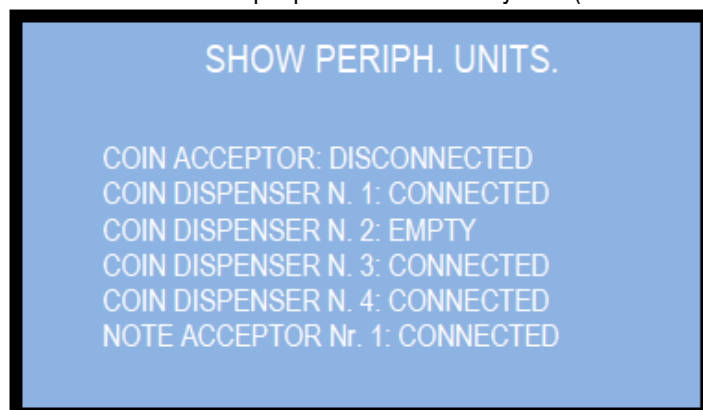 SHOW PERIPH. UNITS.
COIN ACCEPTOR: DISCONNECTED
COIN DISPENSER N. 1: CONNECTED
COIN DISPENSER N. 2: EMPTY
COIN DISPENSER N. 3: CONNECTED
COIN DISPENSER N. 4: CONNECTED
NOTE ACCEPTOR Nr. 1: CONNECTED